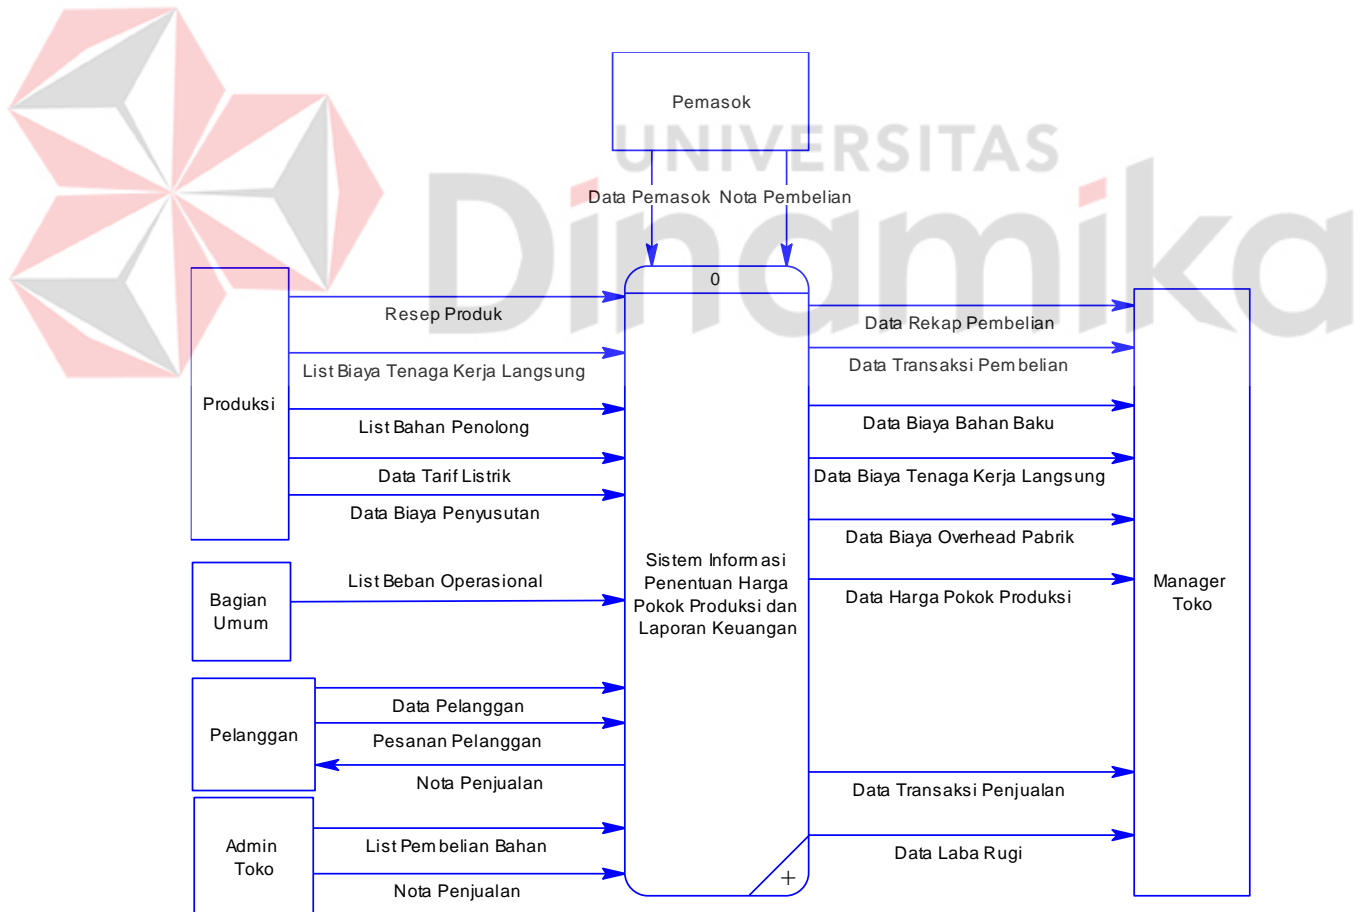 Pemasok
UNIVERSITAS
Dinamika
Data Pemasok
Nota Pembelian
0
Resep Produk
List Biaya Tenaga Kerja Langsung
Produksi
List Bahan Penolong
Data Tarif Listrik
Data Biaya Penyusutan
Bagian
Umum
List Beban Operasional
Pelanggan
Data Pelanggan
Pesanan Pelanggan
Nota Penjualan
Admin
Toko
List Pembelian Bahan
Nota Penjualan
Sistem Informasi
Penentuan Harga
Pokok Produksi dan
Laporan Keuangan
+
Data Rekap Pembelian
Data Transaksi Pembelian
Data Biaya Bahan Baku
Data Biaya Tenaga Kerja Langsung
Data Biaya Overhead Pabrik
Data Harga Pokok Produksi
Data Transaksi Penjualan
Data Laba Rugi
Manager
Toko